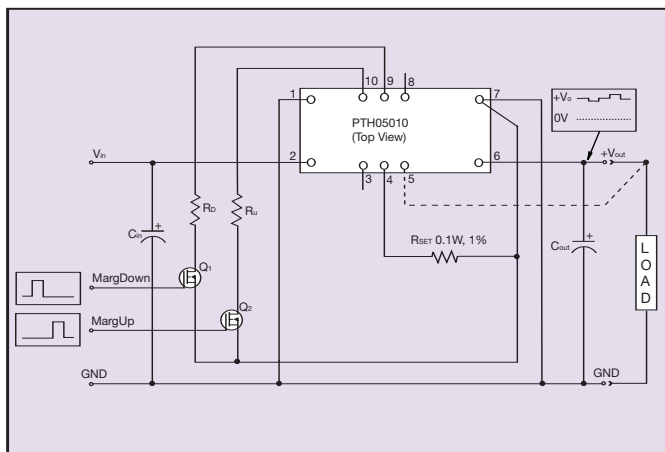 10 9 8
1
7
PTH05010
(Top View)
+Vo
0V
Vin
2
6
+Vout
3
4
5
RD
Ru
RSET 0.1W, 1%
Cin
+
Cout
+
LOAD
Q1
MargDown
Q2
MargUp
GND
GND